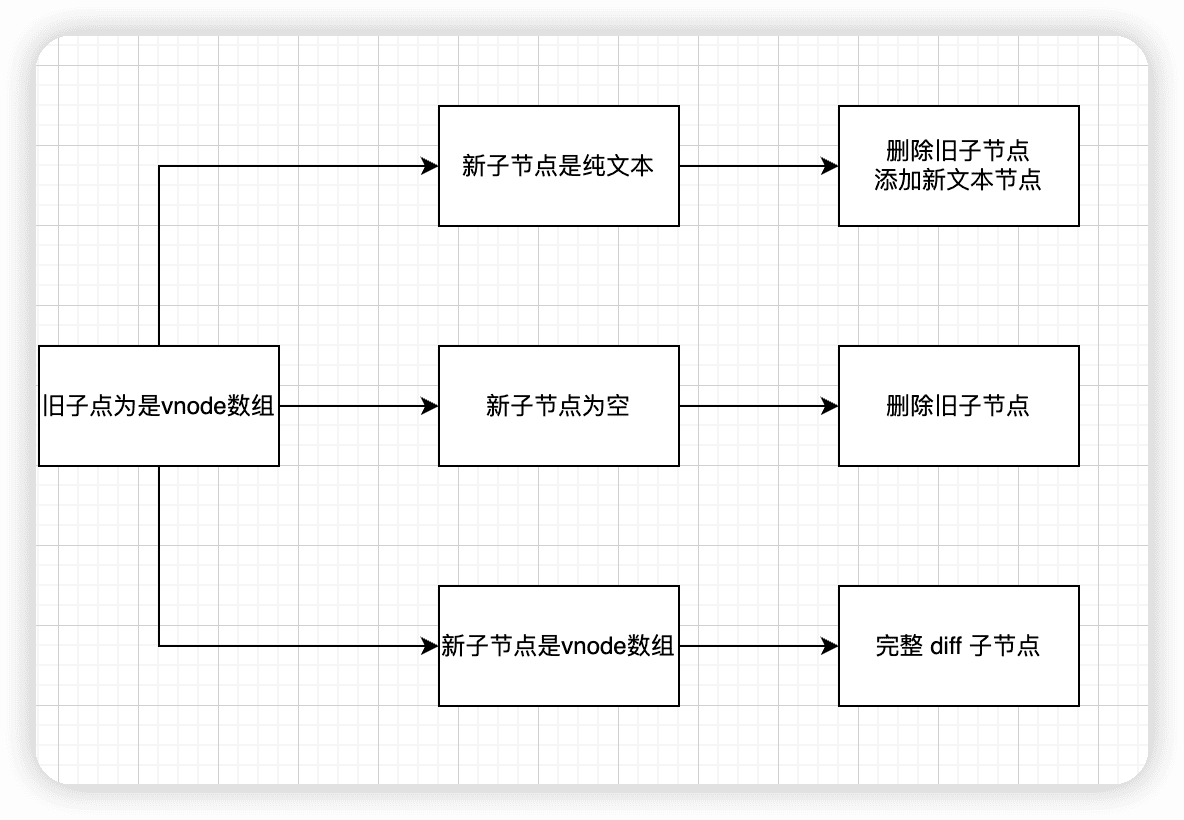 新子节点是纯文本
删除旧子节点
添加新文本节点
旧子点为是vnode数组
新子节点为空
删除旧子节点
新子节点是vnode数组
完整 diff 子节点